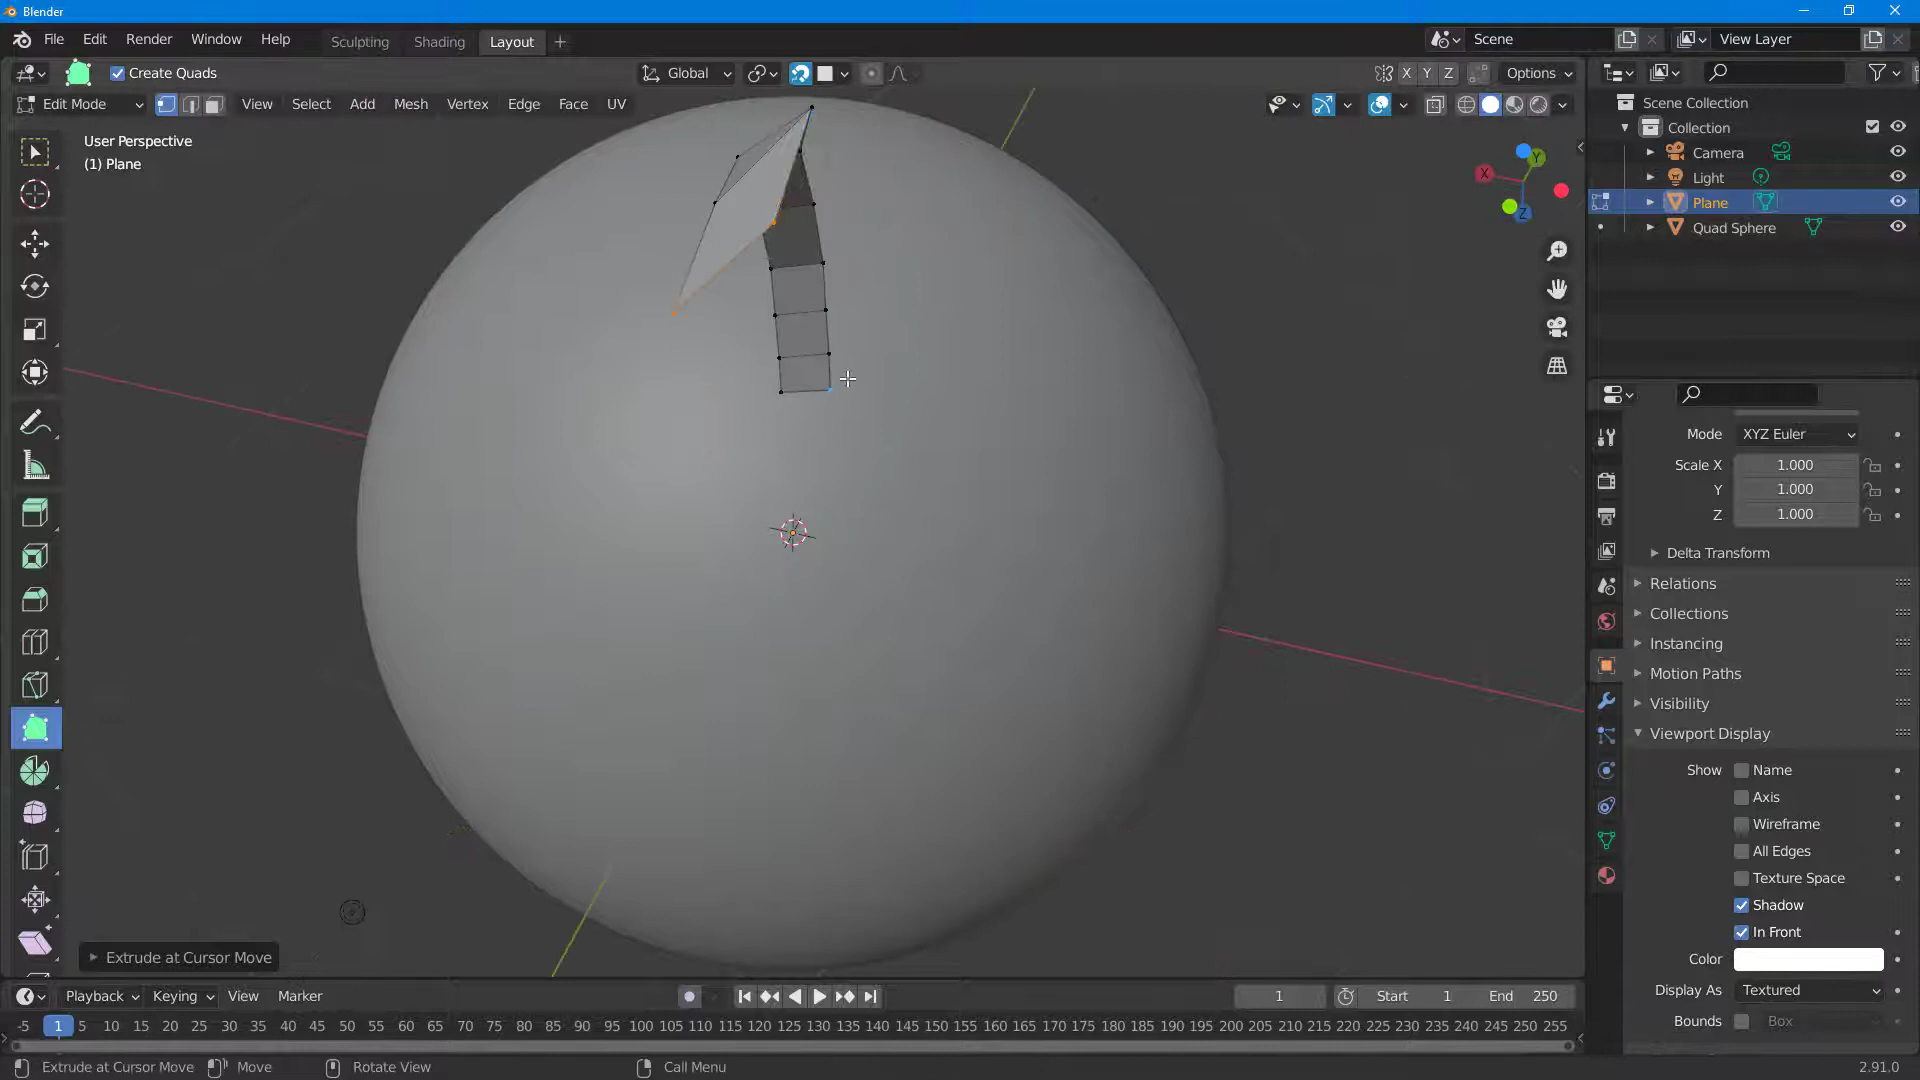 Blender
File Edit Render Window Help Sculpting Shading Layout Scene View Layer
Create Quads Global X Y Z Options
Edit Mode View Select Add Mesh Vertex Edge Face UV
Scene Collection
Collection
Camera
Light
Plane
Quad Sphere
User Perspective
(1) Plane
X Y Z
Mode XYZ Euler
Scale X 1.000
Y 1.000
Z 1.000
Delta Transform
Relations
Collections
Instancing
Motion Paths
Visibility
Viewport Display
Show Name
Axis
Wireframe
All Edges
Texture Space
Shadow
In Front
Color
Display As Textured
Bounds Box
Extrude at Cursor Move
Playback Keying View Marker 1 Start 1 End 250
-5 1 5 10 15 20 25 30 35 40 45 50 55 60 65 70 75 80 85 90 95 100 105 110 115 120 125 130 135 140 145 150 155 160 165 170 175 180 185 190 195 200 205 210 215 220 225 230 235 240 245 250 255
Extrude at Cursor Move Move Rotate View Call Menu 2.91.0